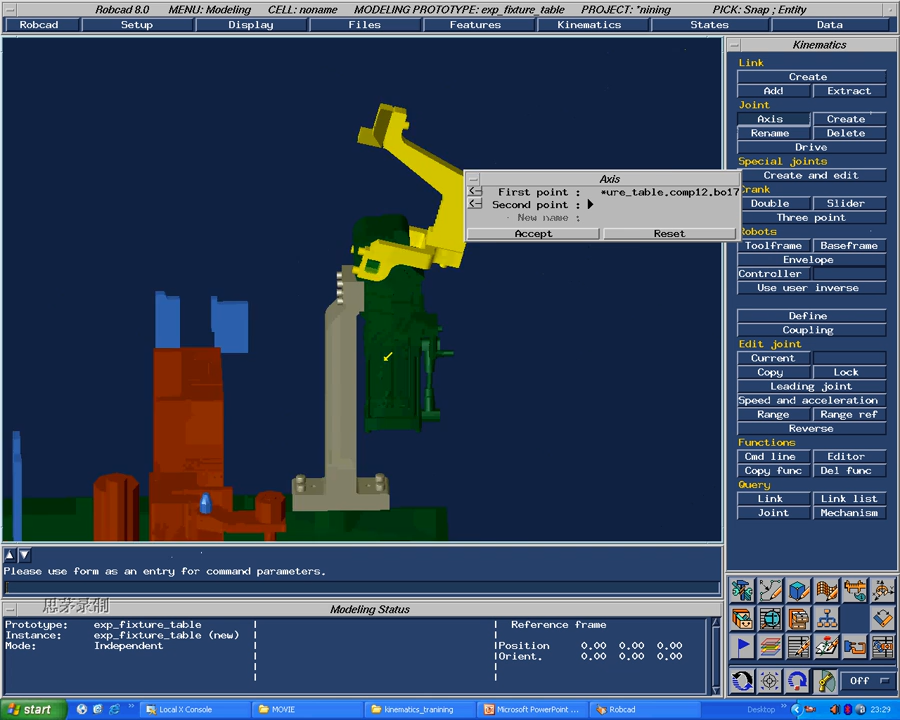 Robcad 8.0 MENU: Modeling CELL: noname MODELING PROTOTYPE: exp_fixture_table PROJECT: *nining PICK: Snap ; Entity
Robcad Setup Display Files Features Kinematics States Data
Kinematics
Link
Create
Add Extract
Joint
Axis Create
Rename Delete
Drive
Special joints
Create and edit
Crank
Double Slider
Three point
Robots
Toolframe Baseframe
Envelope
Controller
Use user inverse
Define
Coupling
Edit joint
Current
Copy Lock
Leading joint
Speed and acceleration
Range Range ref
Reverse
Functions
Cmd line Editor
Copy func Del func
Query
Link Link list
Joint Mechanism
Axis
First point : *ure_table.comp12.bo17
Second point :
New name :
Accept Reset
Please use form as an entry for command parameters.
思茅录制
Modeling Status
Prototype: exp_fixture_table
Instance: exp_fixture_table (new)
Mode: Independent
Reference frame
Position 0.00 0.00 0.00
Orient. 0.00 0.00 0.00
Off
start Local X Console MOVIE kinematics_tranining Microsoft PowerPoint ... Robcad Desktop 23:29